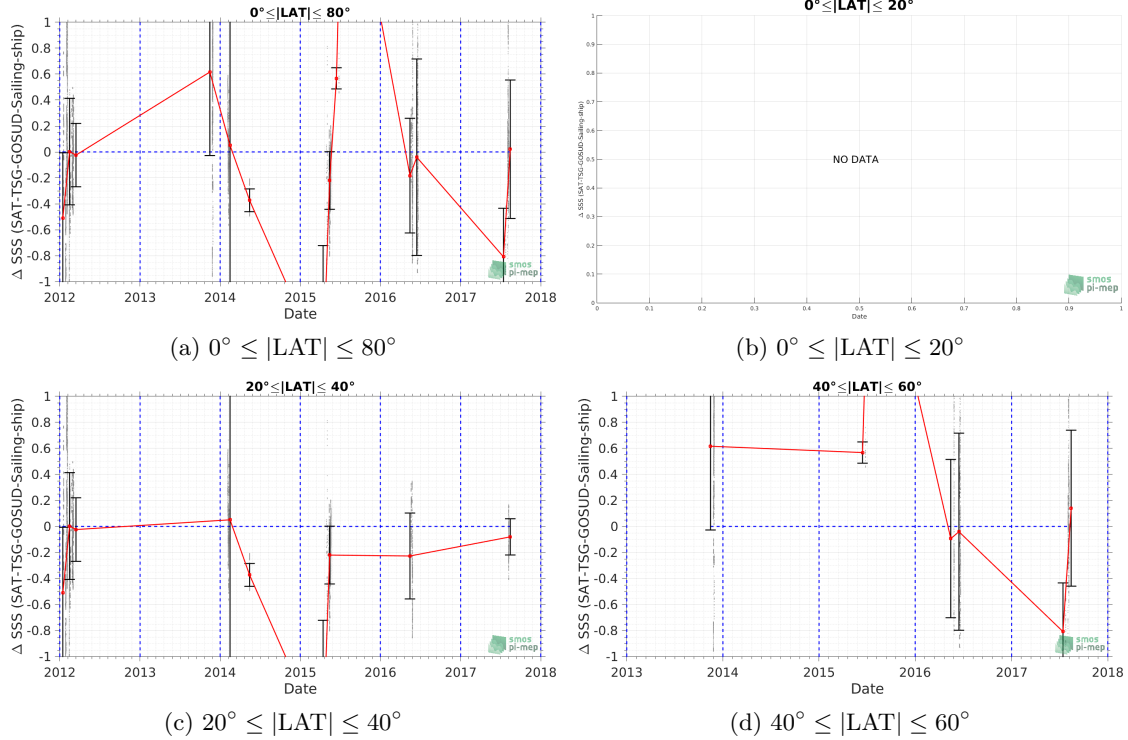 0°≤|LAT|≤ 80°
Δ SSS (SAT-TSG-GOSUD-Sailing-ship)
1
0.8
0.6
0.4
0.2
0
-0.2
-0.4
-0.6
-0.8
-1
2012 2013 2014 2015 2016 2017 2018
Date
smos
pi-mep
(a) 0° ≤ |LAT| ≤ 80°
0°≤|LAT|≤ 20°
Δ SSS (SAT-TSG-GOSUD-Sailing-ship)
1
0.9
0.8
0.7
0.6
0.5
0.4
0.3
0.2
0.1
0
NO DATA
0 0.1 0.2 0.3 0.4 0.5 0.6 0.7 0.8 0.9 1
Date
smos
pi-mep
(b) 0° ≤ |LAT| ≤ 20°
20°≤|LAT|≤ 40°
Δ SSS (SAT-TSG-GOSUD-Sailing-ship)
1
0.8
0.6
0.4
0.2
0
-0.2
-0.4
-0.6
-0.8
-1
2012 2013 2014 2015 2016 2017 2018
Date
smos
pi-mep
(c) 20° ≤ |LAT| ≤ 40°
40°≤|LAT|≤ 60°
Δ SSS (SAT-TSG-GOSUD-Sailing-ship)
1
0.8
0.6
0.4
0.2
0
-0.2
-0.4
-0.6
-0.8
-1
2013 2014 2015 2016 2017 2018
Date
smos
pi-mep
(d) 40° ≤ |LAT| ≤ 60°